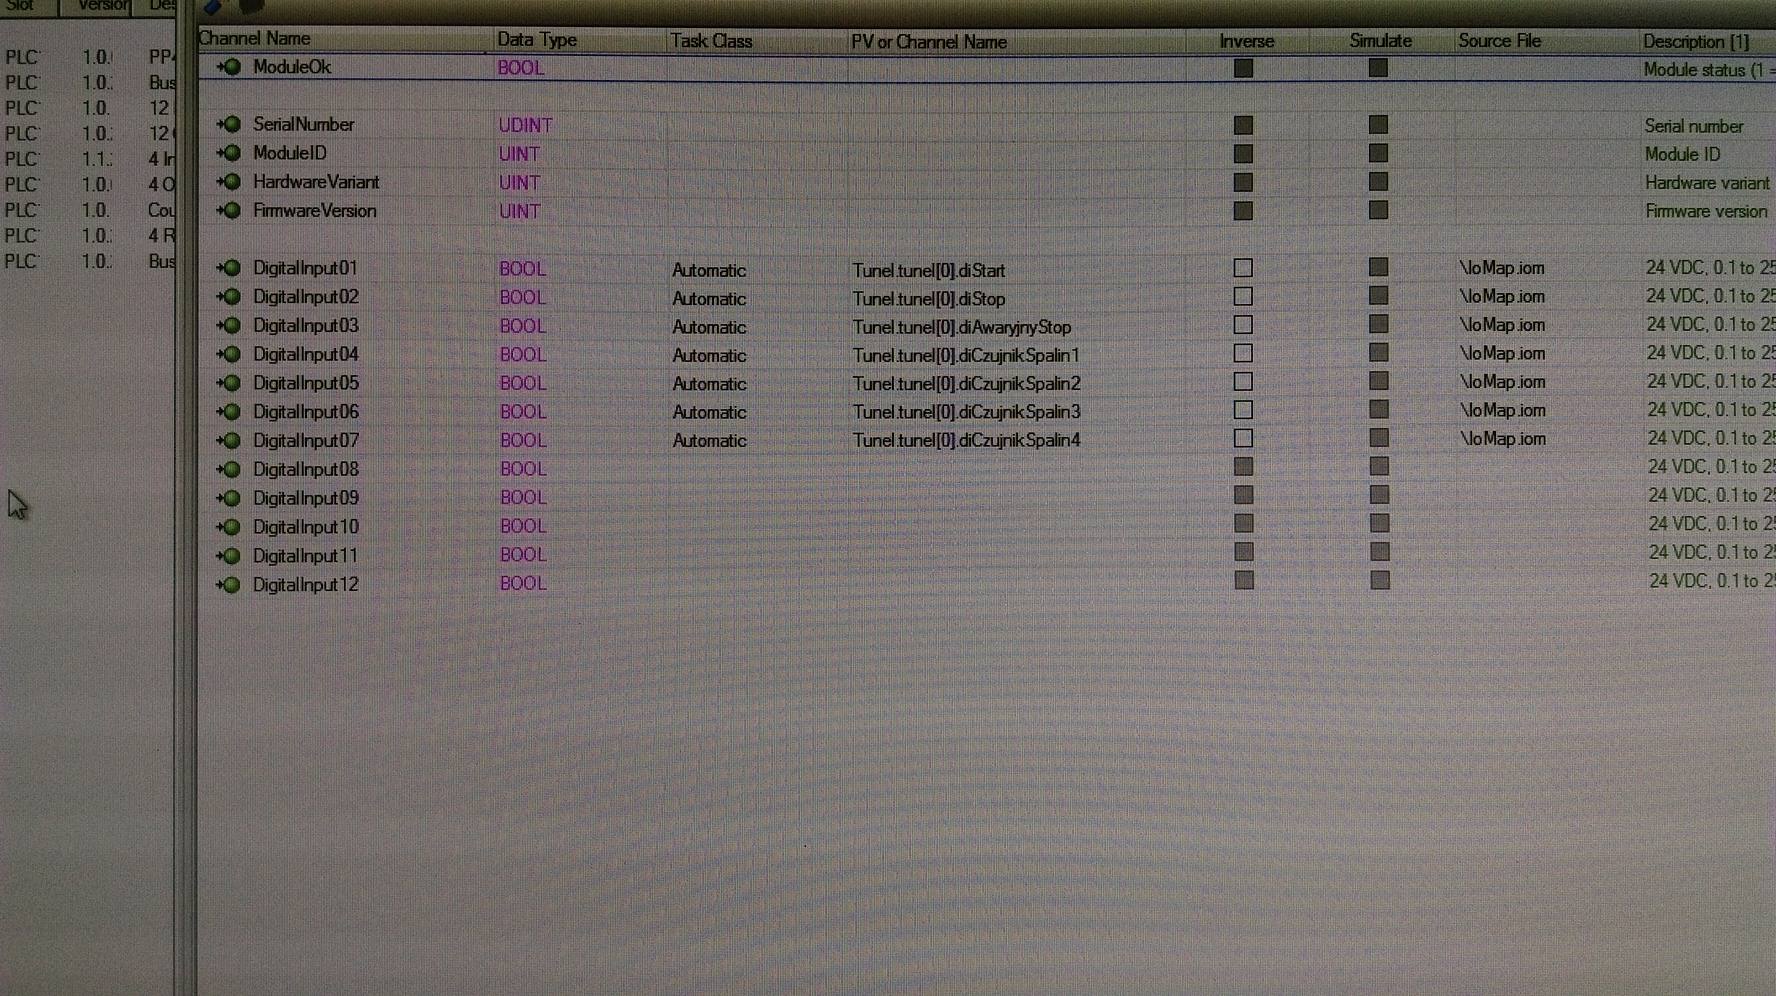 Slot Version Des
PLC 1.0. PP4
PLC 1.0. Bus
PLC 1.0. 12
PLC 1.0. 12
PLC 1.1. 4 In
PLC 1.0. 4 O
PLC 1.0. Cou
PLC 1.0. 4 R
PLC 1.0. Bus
Channel Name Data Type Task Class PV or Channel Name Inverse Simulate Source File Description [1]
ModuleOk BOOL Module status (1 =
SerialNumber UDINT Serial number
ModuleID UINT Module ID
HardwareVariant UINT Hardware variant
FirmwareVersion UINT Firmware version
DigitalInput01 BOOL Automatic Tunel.tunel[0].diStart \IoMap.iom 24 VDC, 0.1 to 25
DigitalInput02 BOOL Automatic Tunel.tunel[0].diStop \IoMap.iom 24 VDC, 0.1 to 25
DigitalInput03 BOOL Automatic Tunel.tunel[0].diAwaryjnyStop \IoMap.iom 24 VDC, 0.1 to 25
DigitalInput04 BOOL Automatic Tunel.tunel[0].diCzujnikSpalin1 \IoMap.iom 24 VDC, 0.1 to 25
DigitalInput05 BOOL Automatic Tunel.tunel[0].diCzujnikSpalin2 \IoMap.iom 24 VDC, 0.1 to 25
DigitalInput06 BOOL Automatic Tunel.tunel[0].diCzujnikSpalin3 \IoMap.iom 24 VDC, 0.1 to 25
DigitalInput07 BOOL Automatic Tunel.tunel[0].diCzujnikSpalin4 \IoMap.iom 24 VDC, 0.1 to 25
DigitalInput08 BOOL 24 VDC, 0.1 to 25
DigitalInput09 BOOL 24 VDC, 0.1 to 25
DigitalInput10 BOOL 24 VDC, 0.1 to 25
DigitalInput11 BOOL 24 VDC, 0.1 to 25
DigitalInput12 BOOL 24 VDC, 0.1 to 25